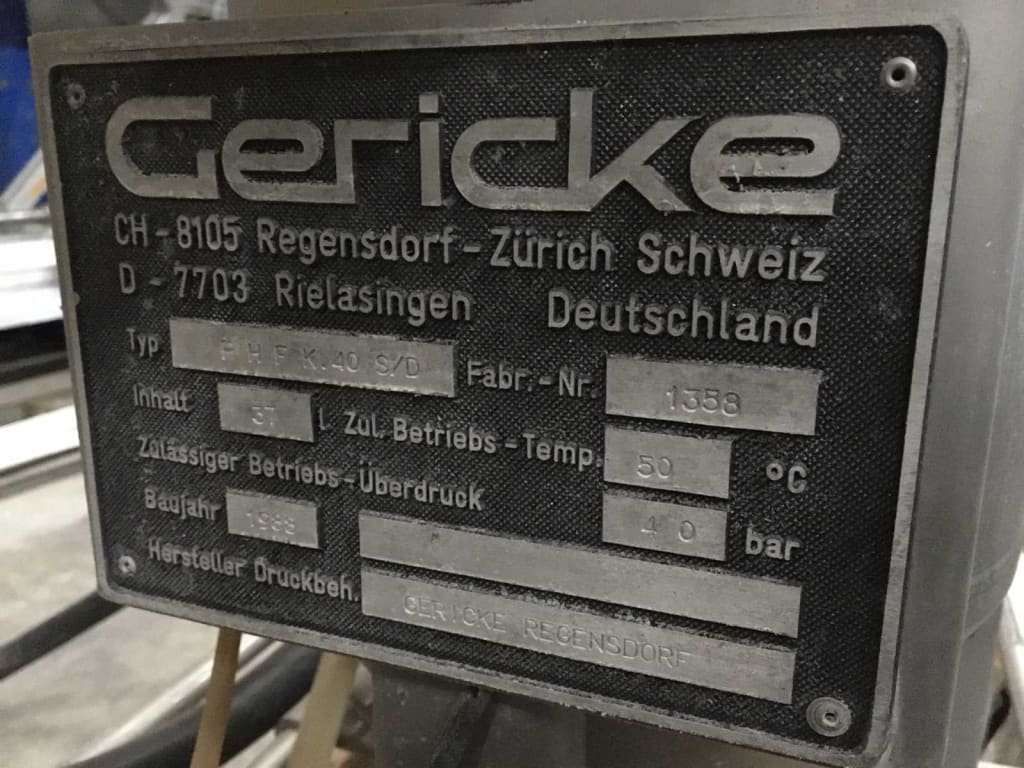 Gericke
CH - 8105 Regensdorf - Zürich Schweiz
D - 7703 Rielasingen Deutschland
Typ P H F K.40 S/D Fabr.- Nr. 1358
Inhalt 37 l Zul. Betriebs - Temp. 50 °C
Zulässiger Betriebs-Überdruck 4 0 bar
Baujahr 1988
Hersteller Druckbeh. GERICKE REGENSDORF